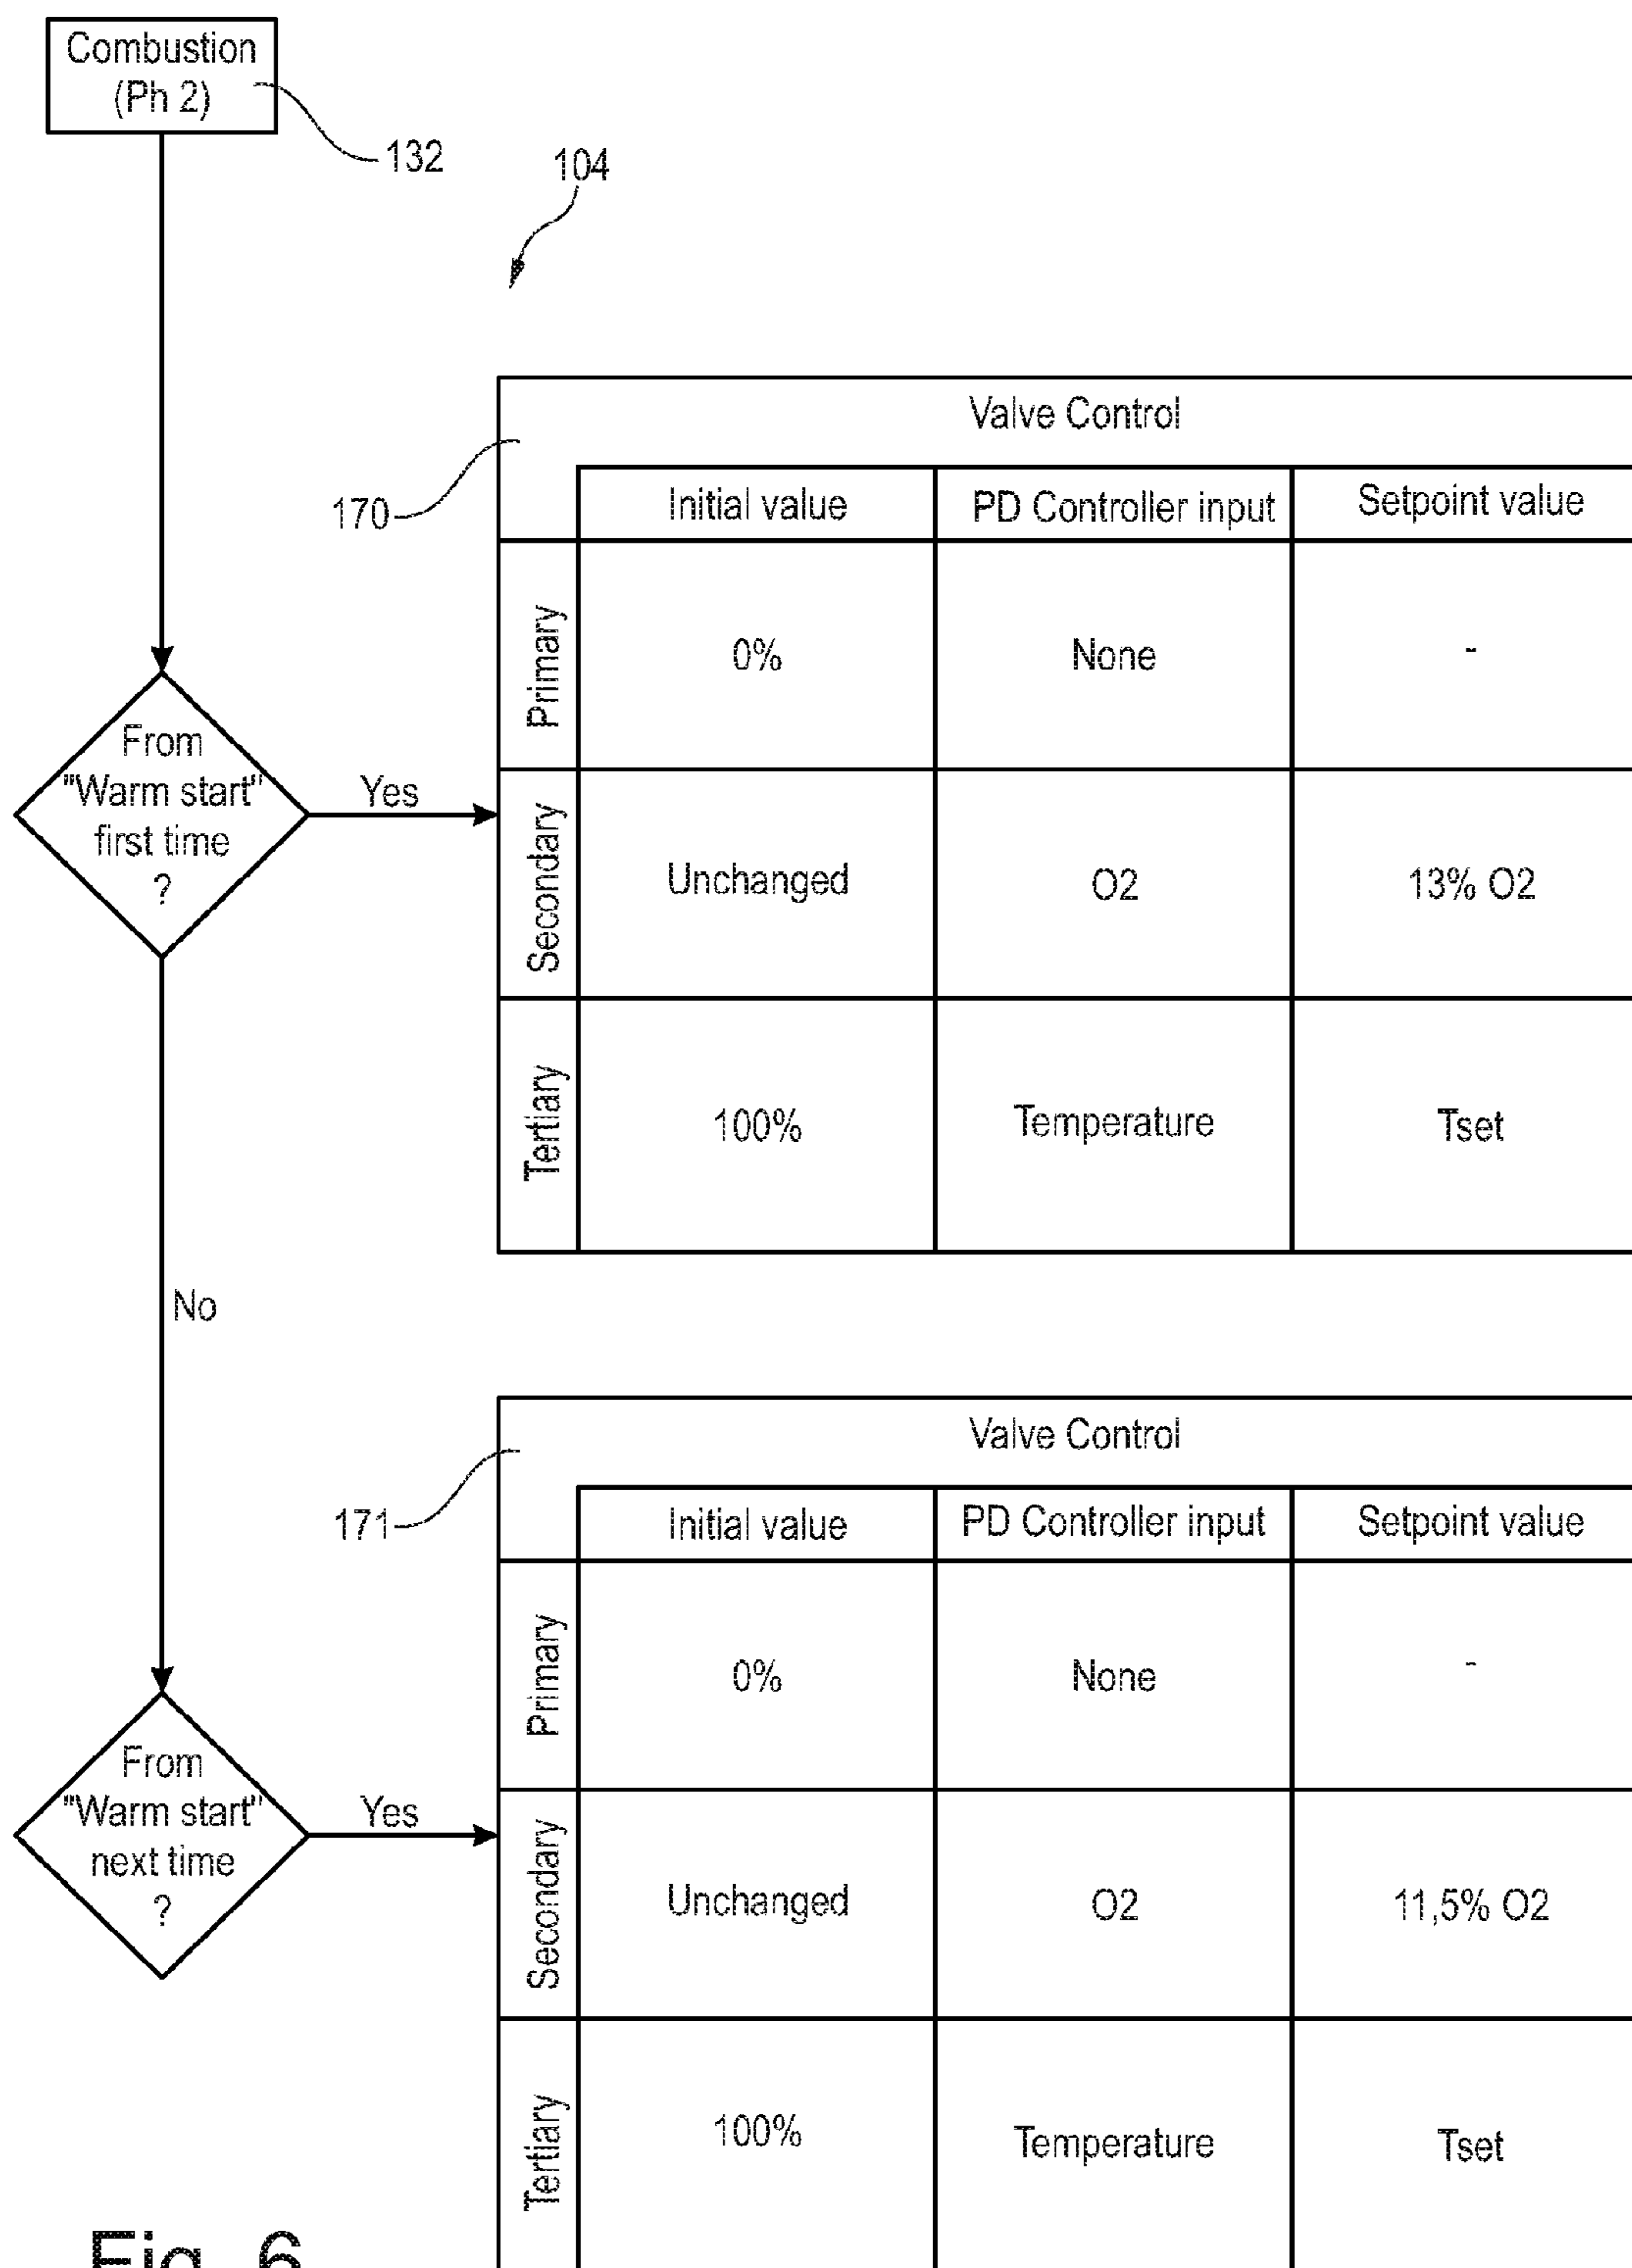 Combustion
(Ph 2)
132
104
Valve Control
170
Initial value PD Controller input Setpoint value
Primary 0% None -
From
"Warm start"
first time
?
Yes
Secondary Unchanged O2 13% O2
Tertiary 100% Temperature Tset
No
Valve Control
171
Initial value PD Controller input Setpoint value
Primary 0% None -
From
"Warm start"
next time
?
Yes
Secondary Unchanged O2 11,5% O2
Tertiary 100% Temperature Tset
Fig. 6